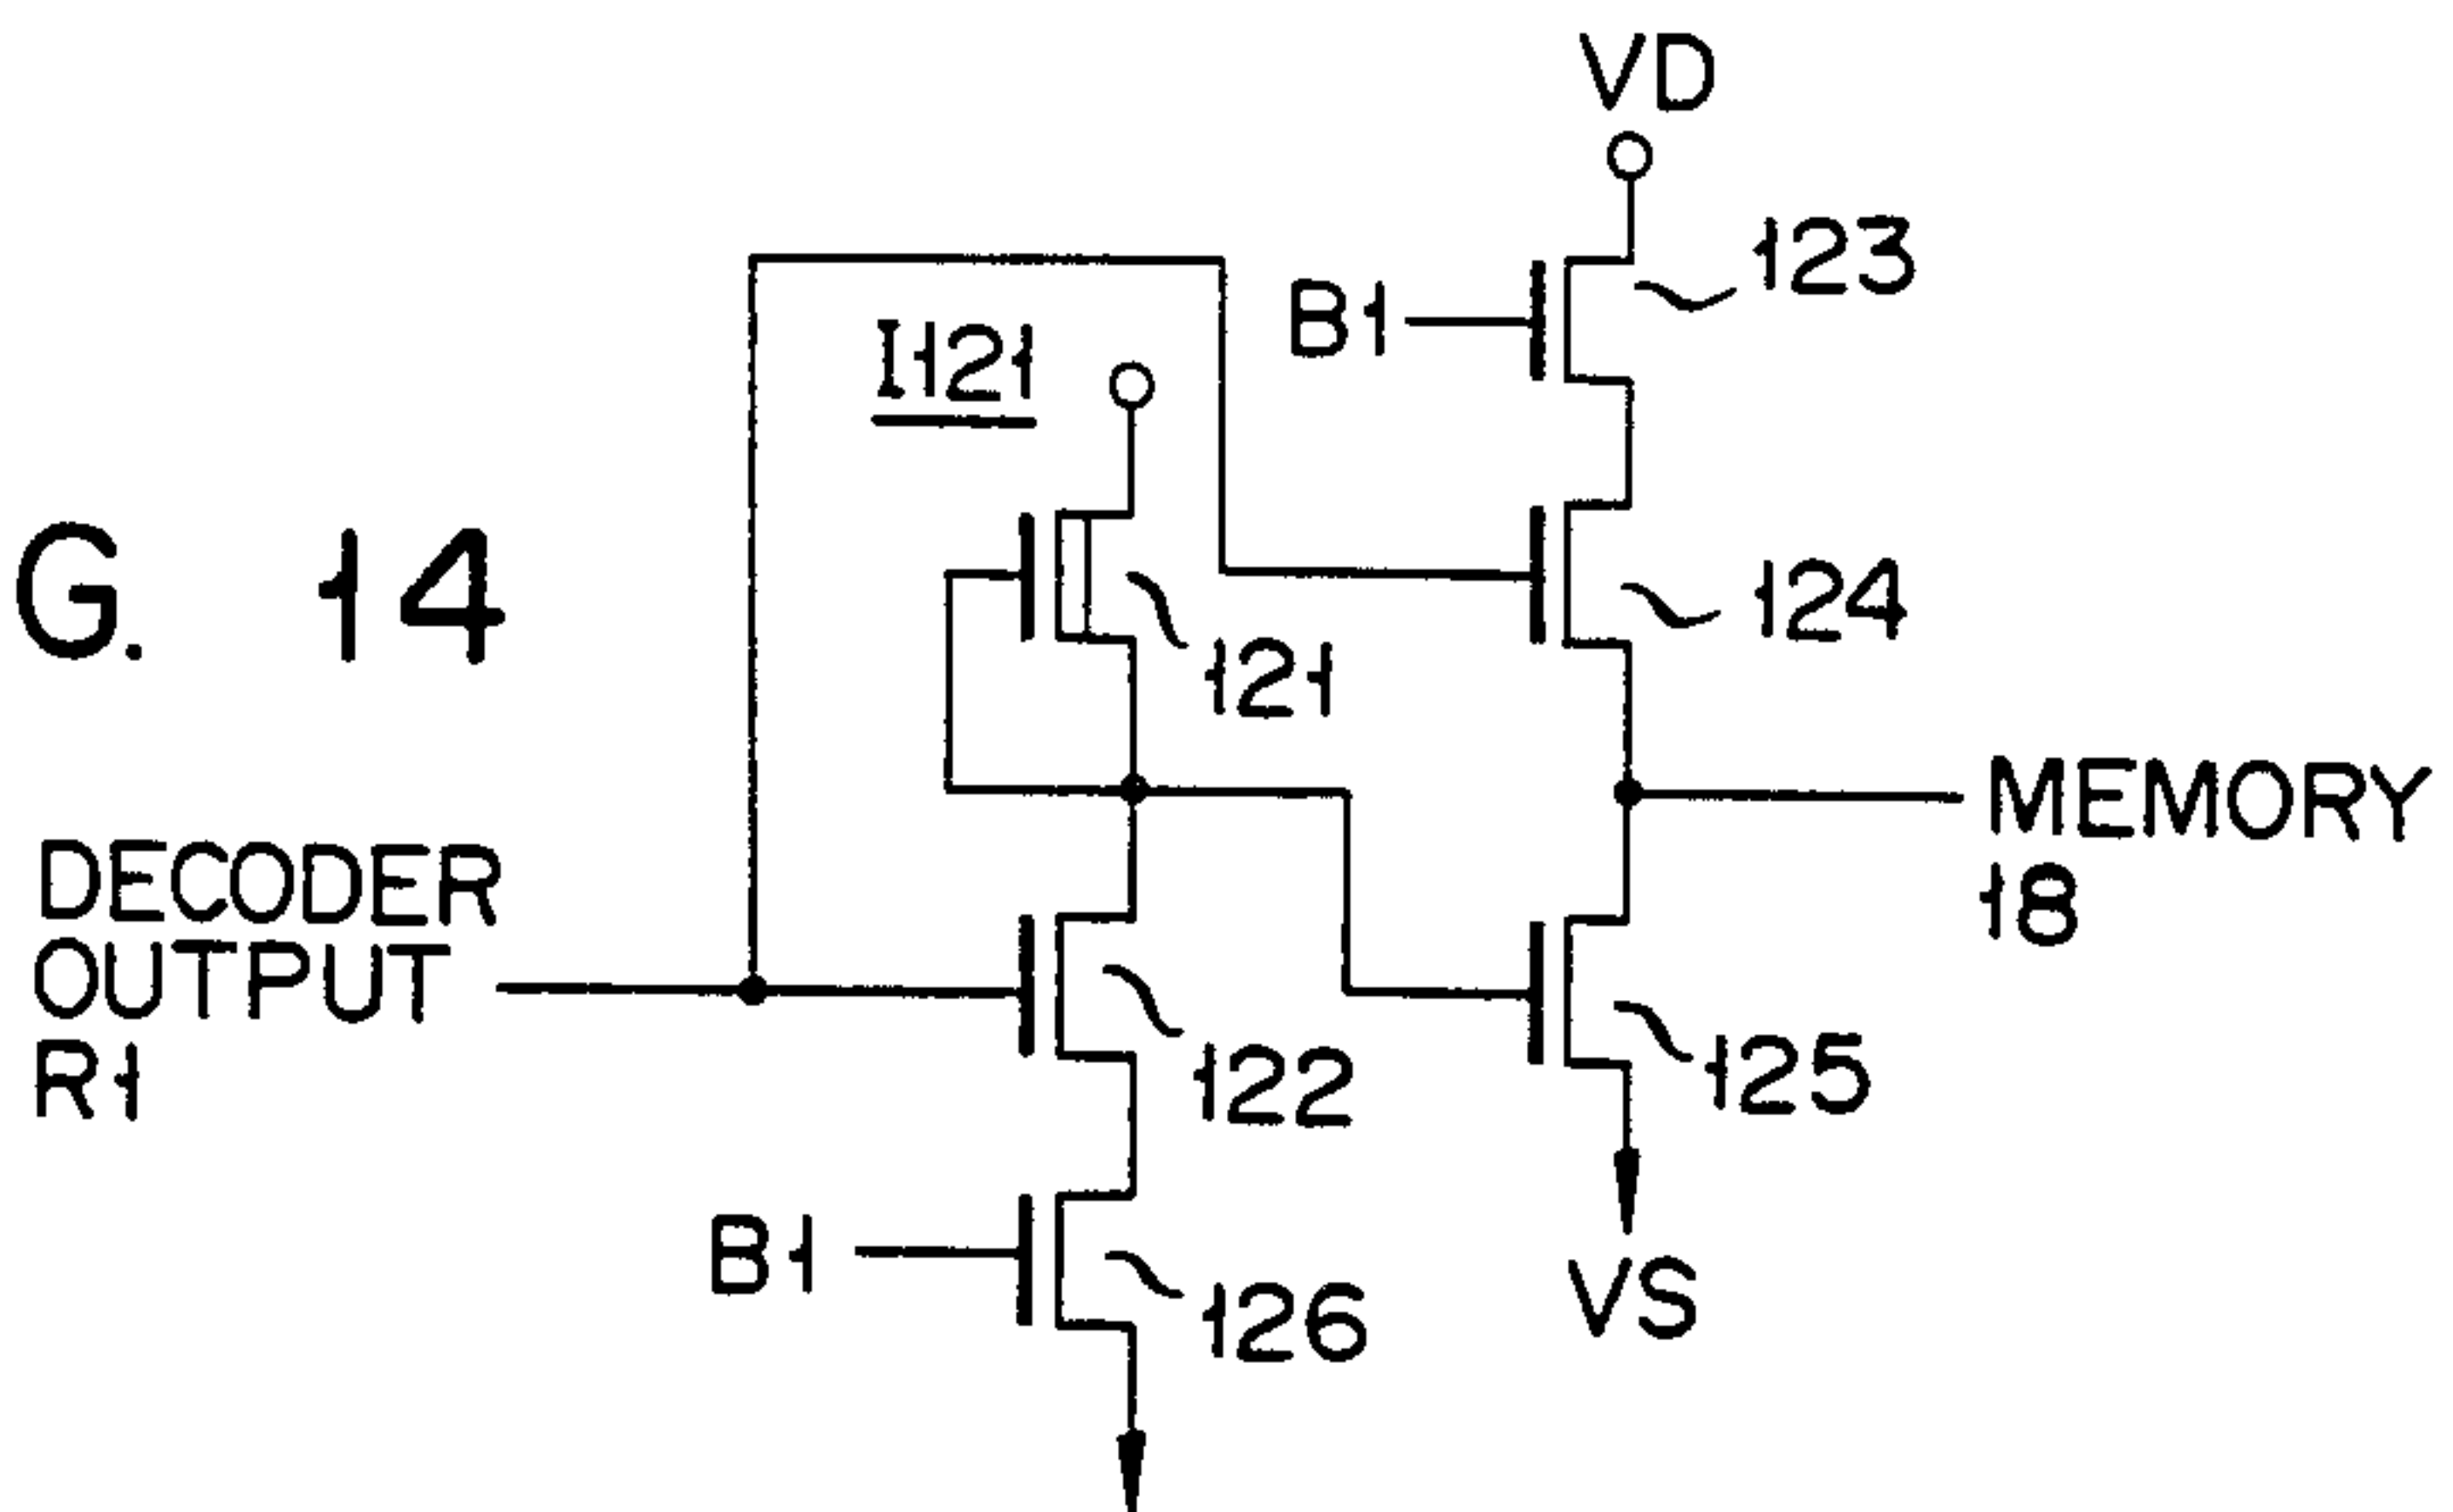 VD
123
B1
I121
G. 14
124
121
MEMORY
18
DECODER
OUTPUT
R1
122
125
B1
126
VS